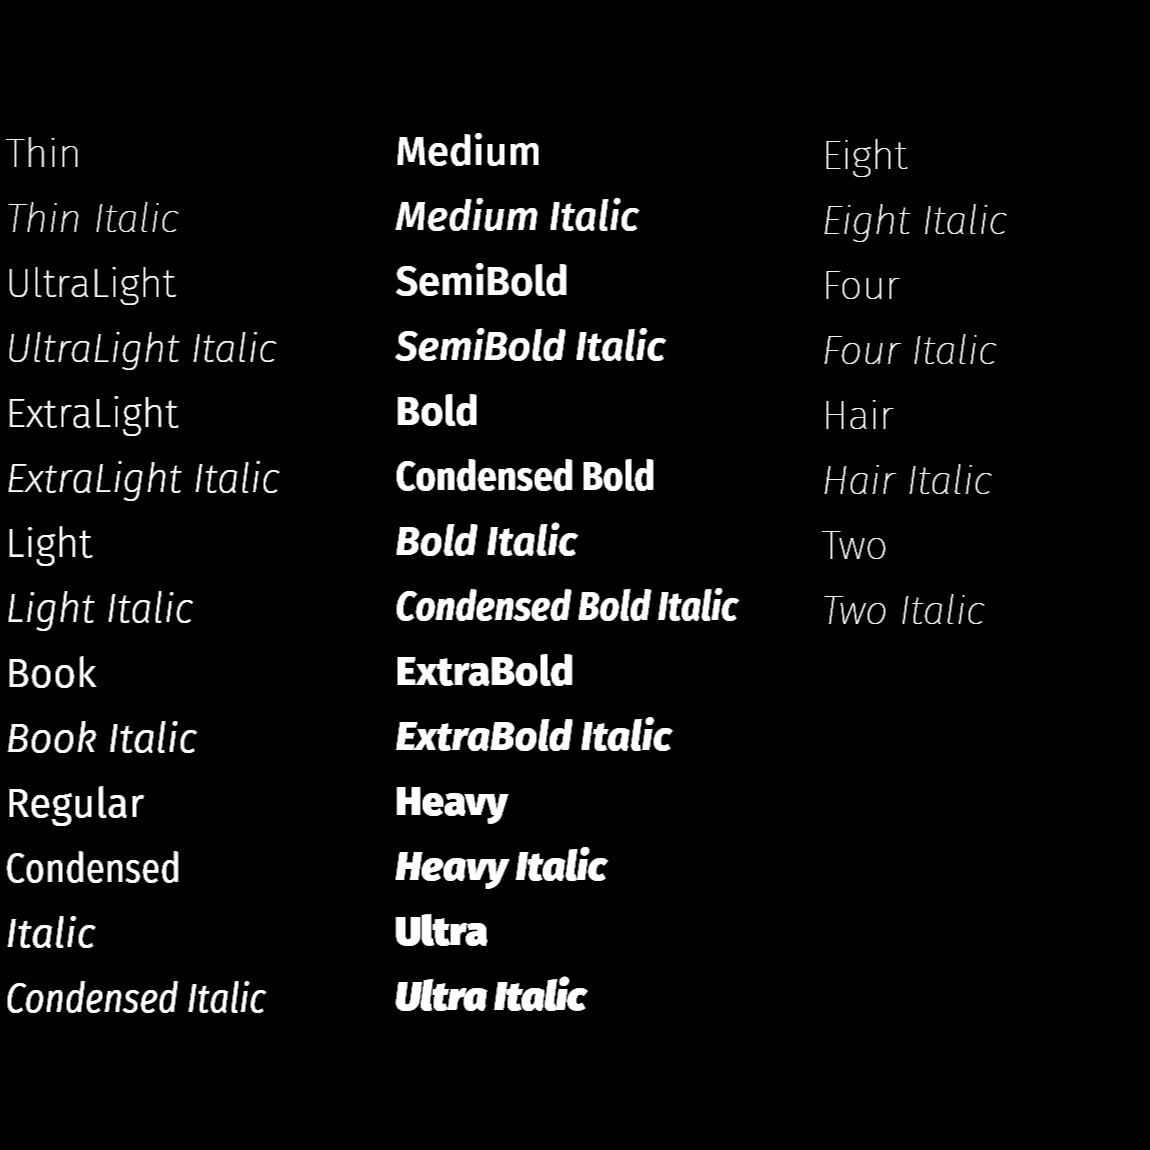 Thin
Thin Italic
UltraLight
UltraLight Italic
ExtraLight
ExtraLight Italic
Light
Light Italic
Book
Book Italic
Regular
Condensed
Italic
Condensed Italic
Medium
Medium Italic
SemiBold
SemiBold Italic
Bold
Condensed Bold
Bold Italic
Condensed Bold Italic
ExtraBold
ExtraBold Italic
Heavy
Heavy Italic
Ultra
Ultra Italic
Eight
Eight Italic
Four
Four Italic
Hair
Hair Italic
Two
Two Italic